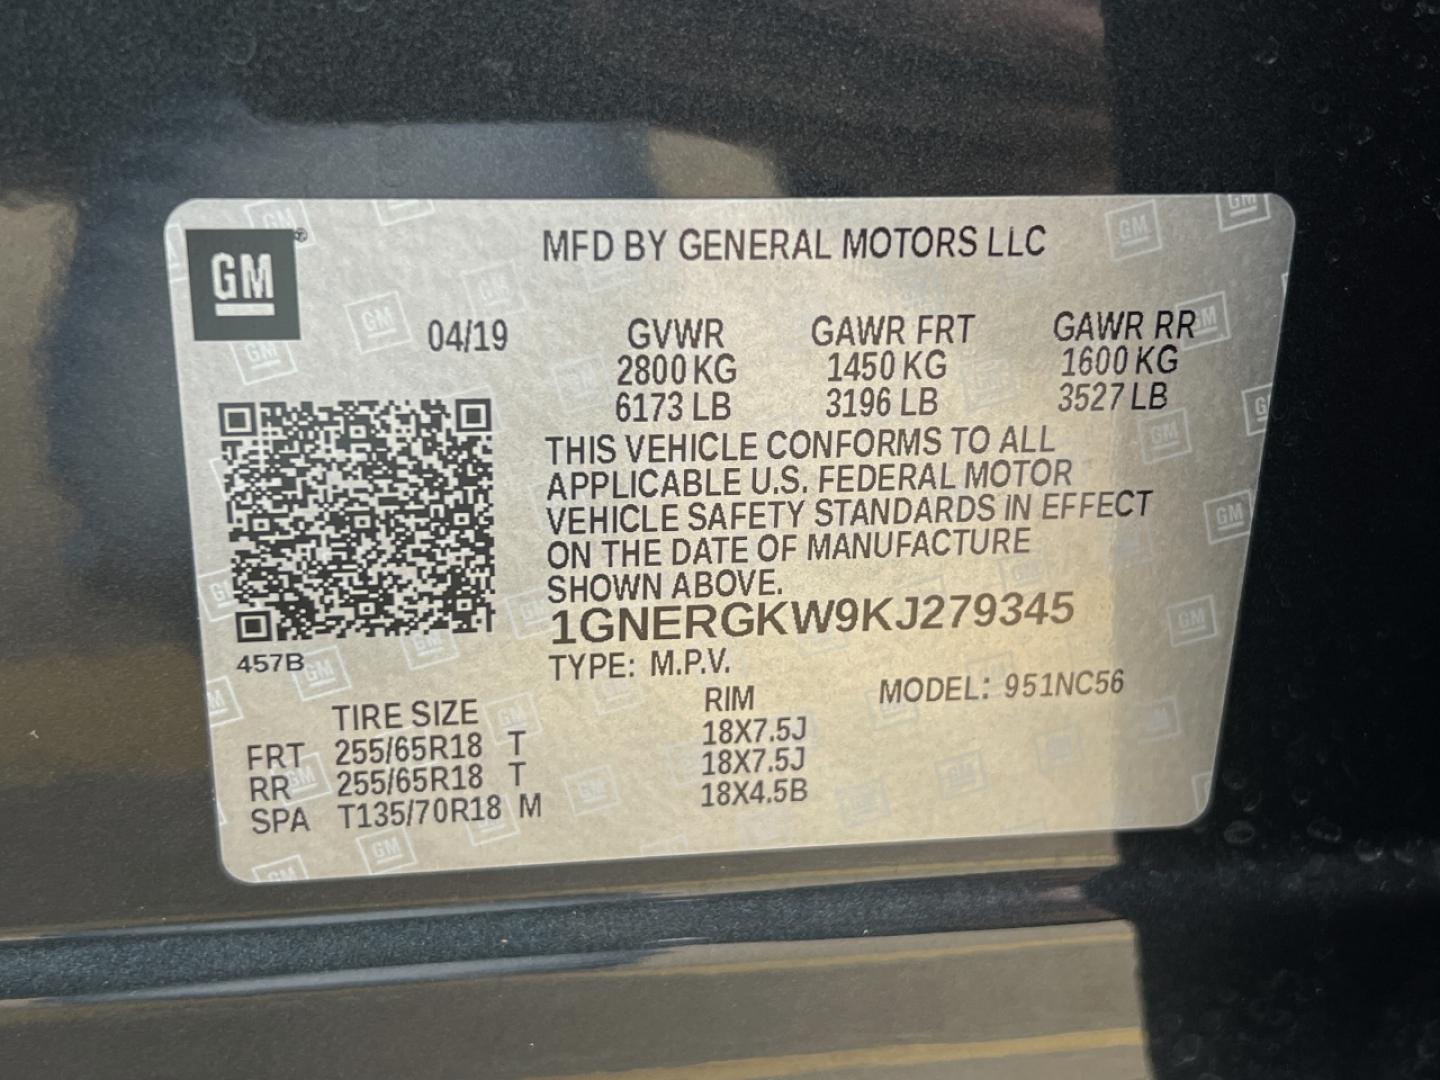 GM ®
MFD BY GENERAL MOTORS LLC
04/19 GVWR GAWR FRT GAWR RR
2800 KG 1450 KG 1600 KG
6173 LB 3196 LB 3527 LB
THIS VEHICLE CONFORMS TO ALL
APPLICABLE U.S. FEDERAL MOTOR
VEHICLE SAFETY STANDARDS IN EFFECT
ON THE DATE OF MANUFACTURE
SHOWN ABOVE.
1GNERGKW9KJ279345
457B
TYPE: M.P.V.
MODEL: 951NC56
TIRE SIZE RIM
FRT 255/65R18 T 18X7.5J
RR 255/65R18 T 18X7.5J
SPA T135/70R18 M 18X4.5B